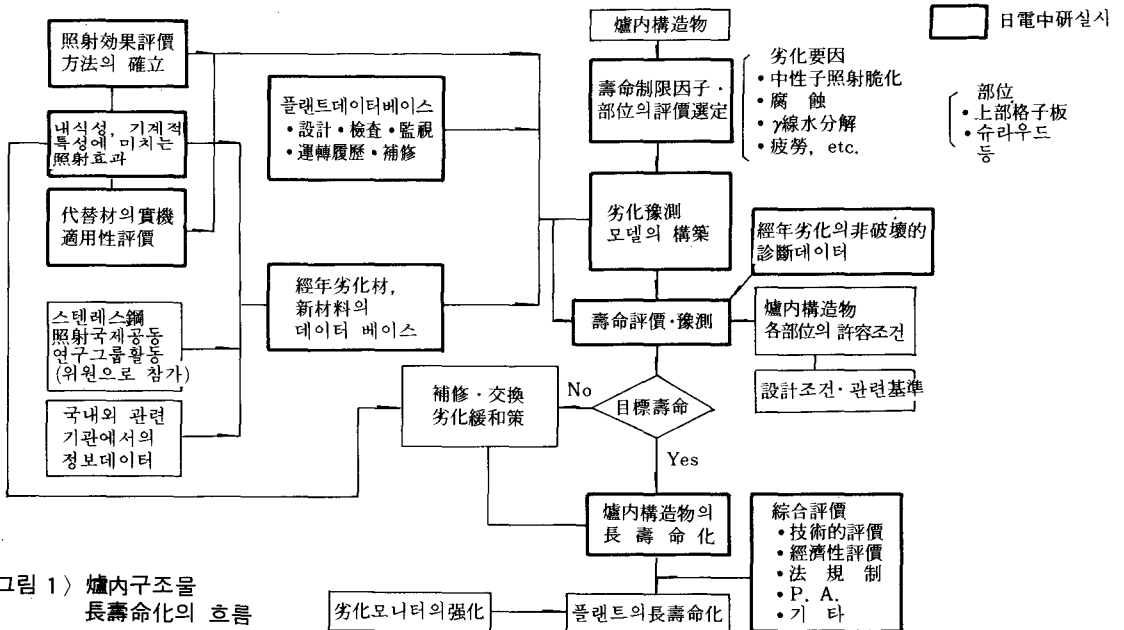 照射効果評價
方法의 確立
내식성, 기계적
특성에 미치는
照射효과
代替材의 實機
適用性評價
스텐레스鋼
照射국제공동
연구그룹활동
(위원으로 참가)
국내외 관련
기관에서의
정보데이터
플랜트데이터베이스
•設計・檢査・監視
•運轉履歷・補修
經年劣化材,
新材料의
데이터 베이스
補修・交換
劣化緩和策
No
爐内構造物
壽命制限因子・
部位의評價選定
劣化要因
•中性子照射脆化
•腐 蝕
•γ線水分解
•疲勞, etc.
部位
•上部格子板
•슈라우드
등
日電中硏실시
劣化豫測
모델의 構築
經年劣化의非破壞的
診斷데이터
壽命評價・豫測
爐内構造物
各部位의許容조건
設計조건・관련基準
目標壽命
Yes
爐内構造物의
長 壽 命 化
綜合評價
•技術的評價
•經濟性評價
•法 規 制
•P. A.
•기 타
劣化모니터의强化
플랜트의長壽命化
그림 1〉爐内구조물
長壽命化의 흐름